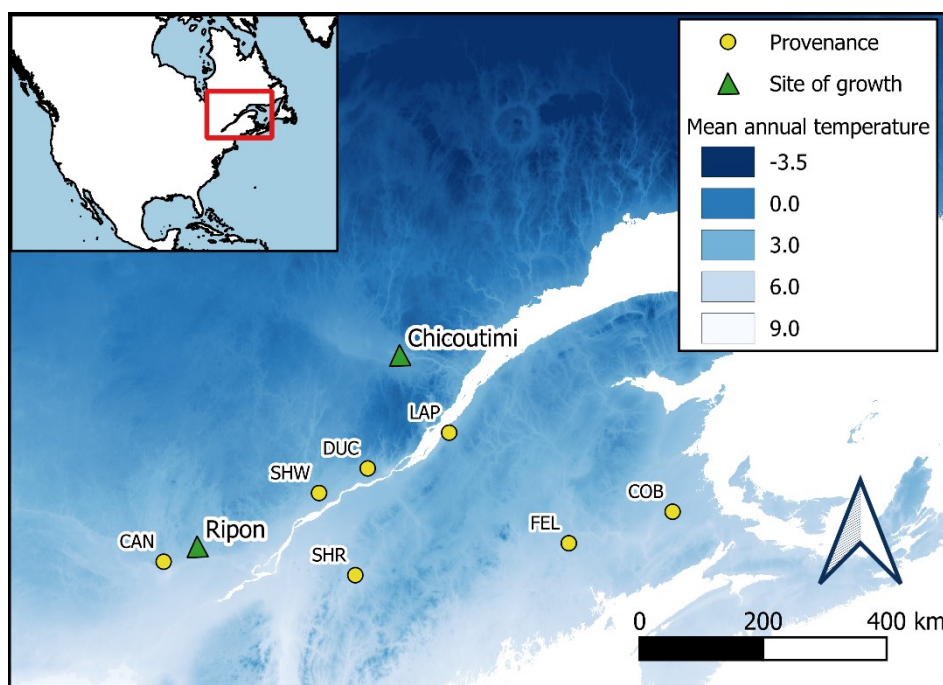 Provenance
Site of growth
Mean annual temperature
-3.5
0.0
3.0
6.0
9.0
Chicoutimi
LAP
DUC
SHW
COB
Ripon
FEL
CAN
SHR
0 200 400 km